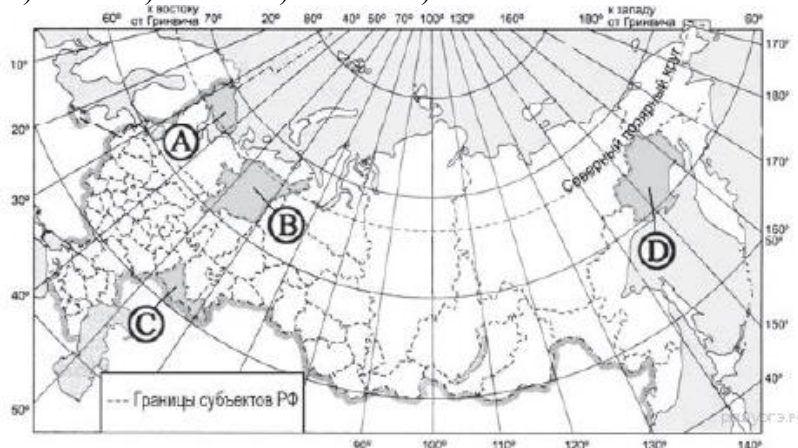 к востоку
от Гринвича
к западу
от Гринвича
60° 70° 20° 80° 40° 50° 70° 100° 130° 160° 180° 60°
170°
10°
180°
20°
170°
30°
160°
50°
40°
150°
50°
40°
Северный полярный круг
A
B
C
D
Границы субъектов РФ
90° 100° 110° 120° 130° 140°